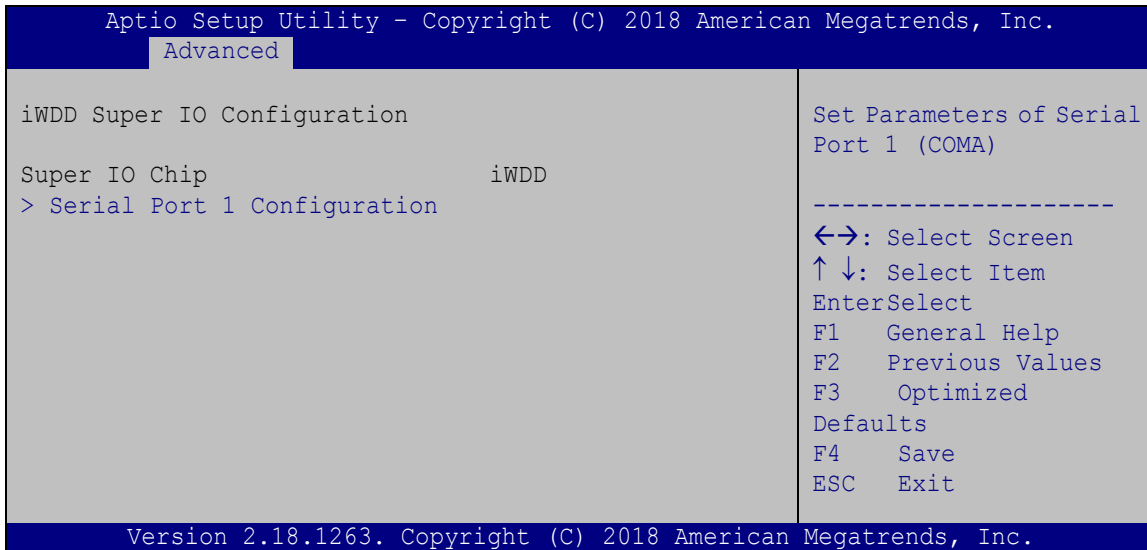 Aptio Setup Utility – Copyright (C) 2018 American Megatrends, Inc.
Advanced
iWDD Super IO Configuration
Super IO Chip iWDD
> Serial Port 1 Configuration
Set Parameters of Serial
Port 1 (COMA)
---------------------
←→: Select Screen
↑ ↓: Select Item
EnterSelect
F1 General Help
F2 Previous Values
F3 Optimized
Defaults
F4 Save
ESC Exit
Version 2.18.1263. Copyright (C) 2018 American Megatrends, Inc.